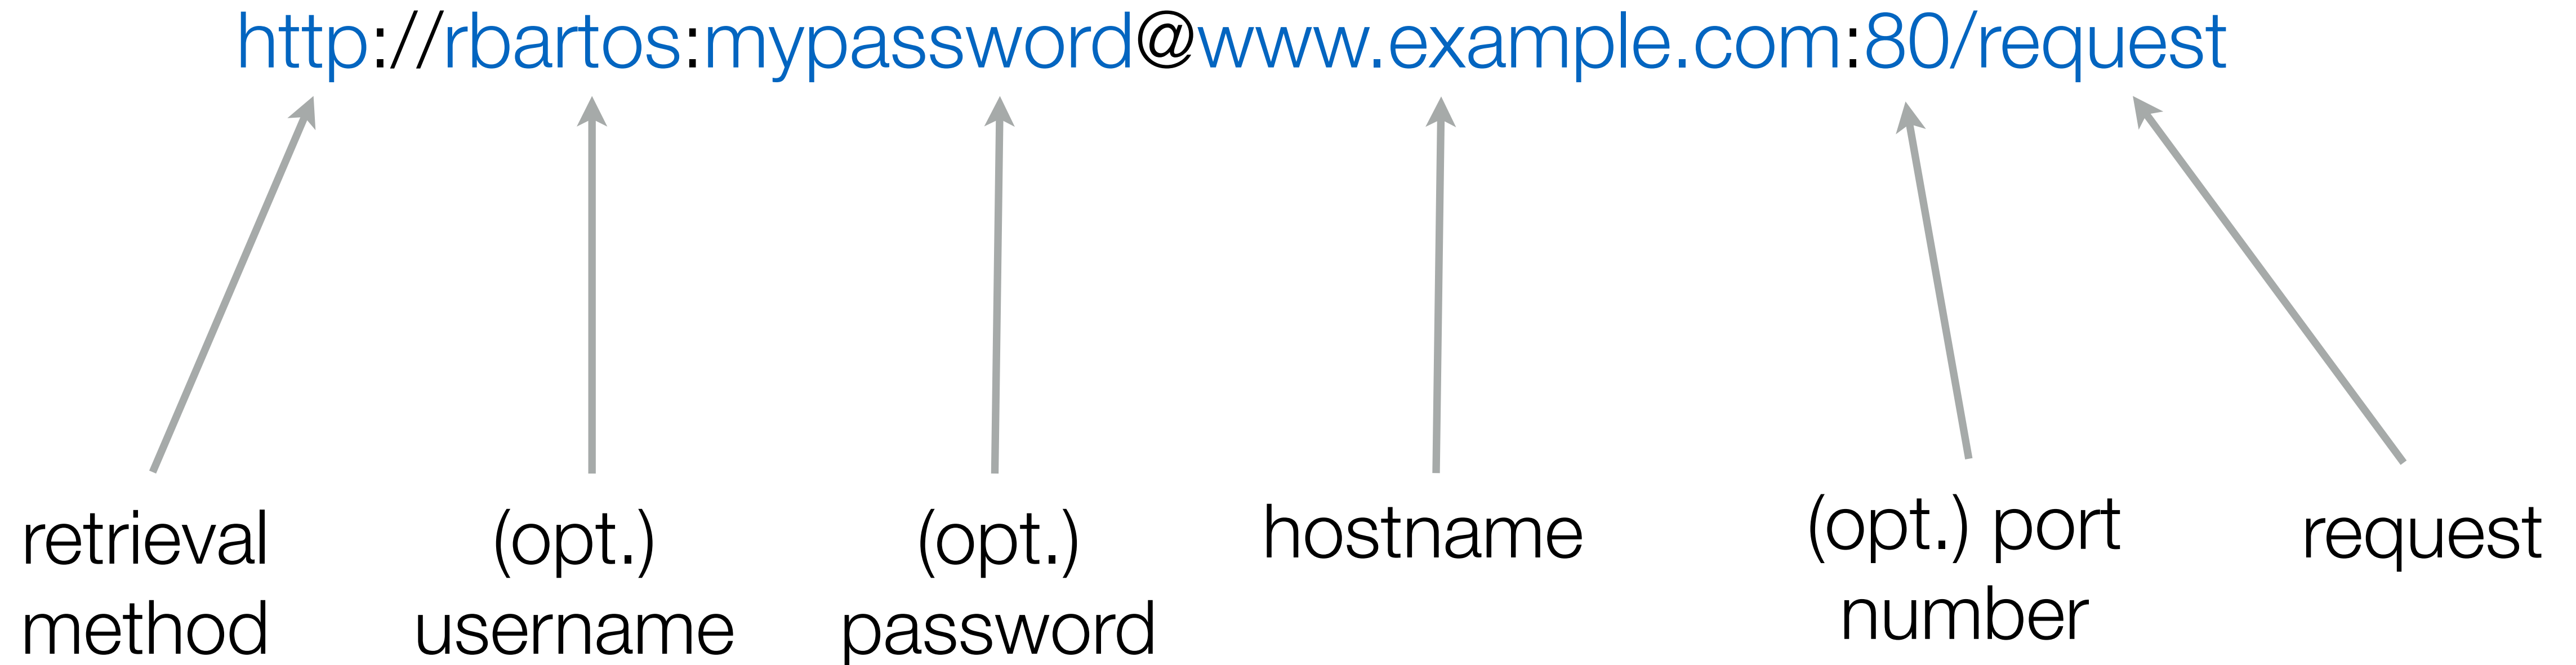 http://rbartos:mypassword@www.example.com:80/request
retrieval
method
(opt.)
username
(opt.)
password
hostname
(opt.) port
number
request